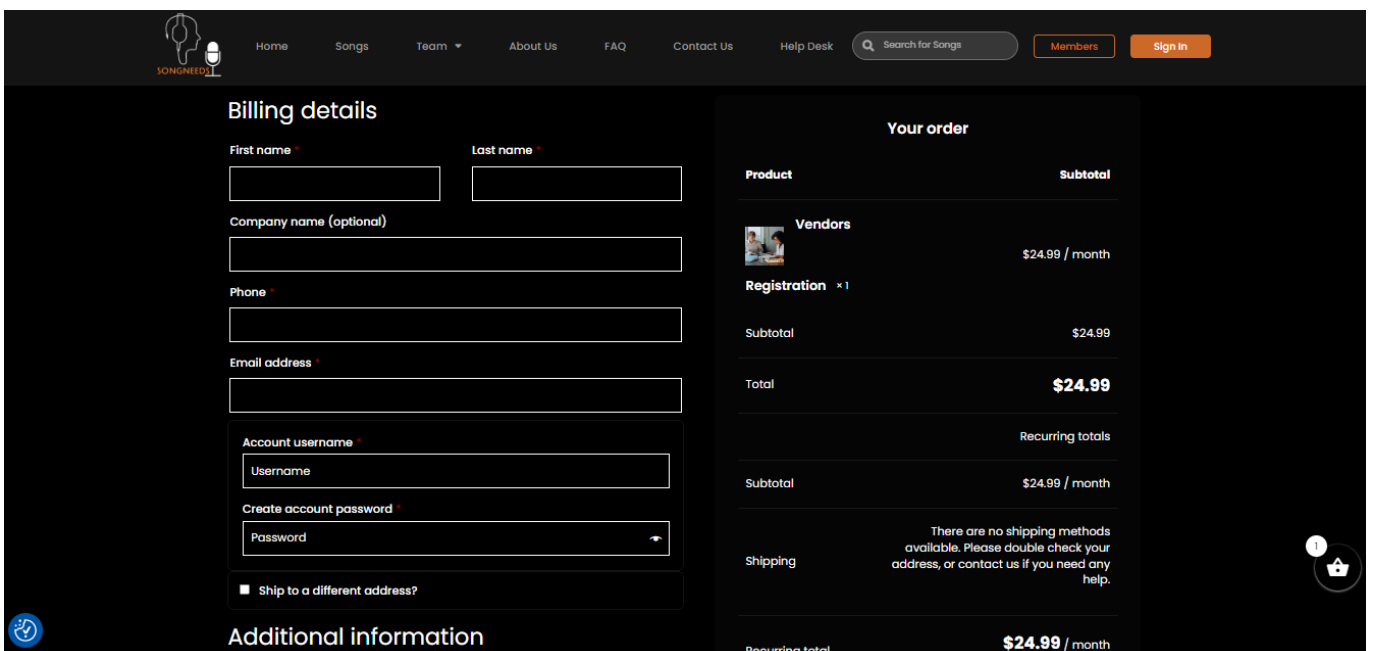 SONGNEEDS
Home Songs Team About Us FAQ Contact Us Help Desk Search for Songs Members Sign In
Billing details
First name * Last name *
Company name (optional)
Phone *
Email address *
Account username *
Username
Create account password *
Password
Ship to a different address?
Additional information
Your order
Product Subtotal
Vendors
$24.99 / month
Registration × 1
Subtotal $24.99
Total $24.99
Recurring totals
Subtotal $24.99 / month
There are no shipping methods
available. Please double check your
Shipping
address, or contact us if you need any
help.
Recurring total $24.99 / month
1